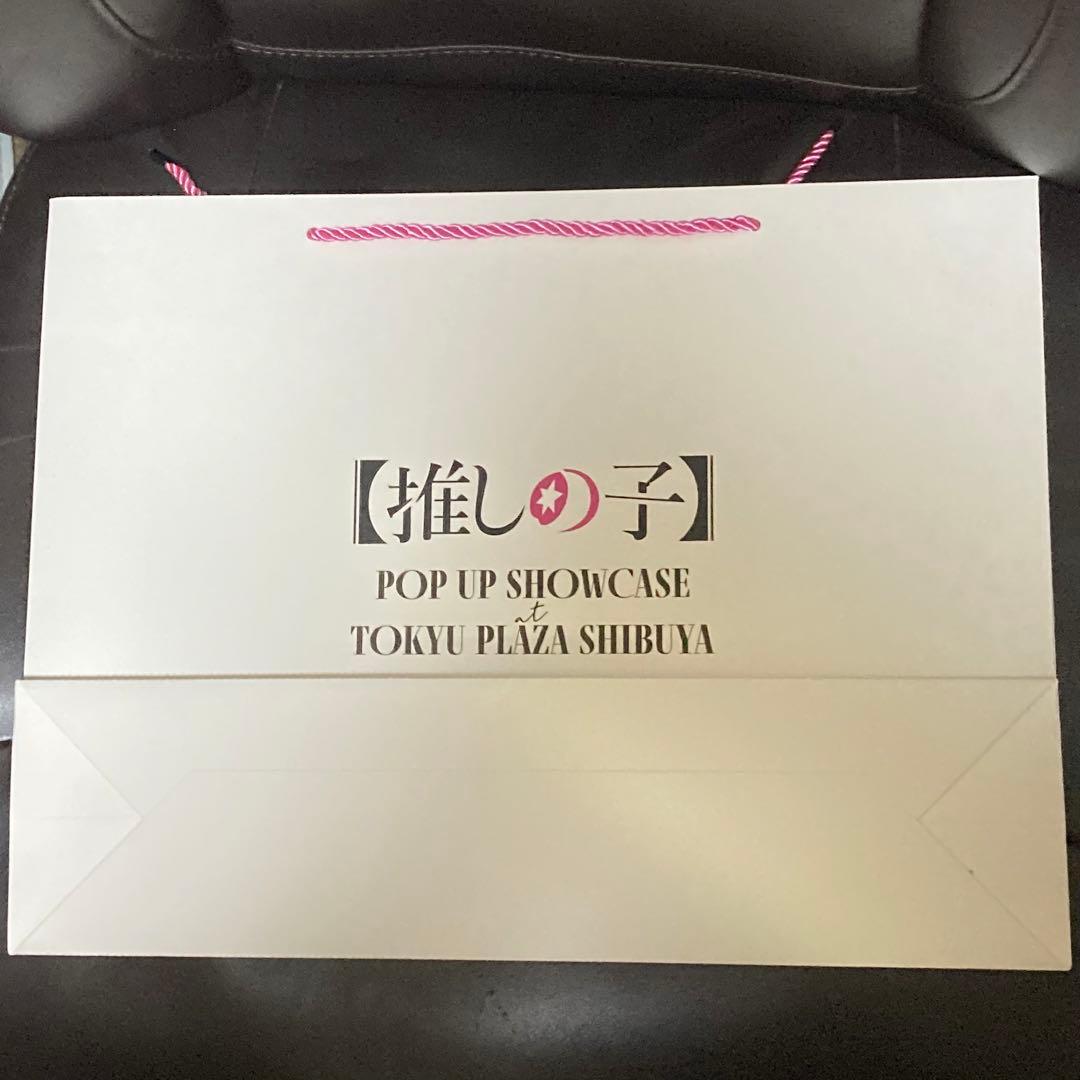 【推しの子】
POP UP SHOWCASE
at
TOKYU PLAZA SHIBUYA